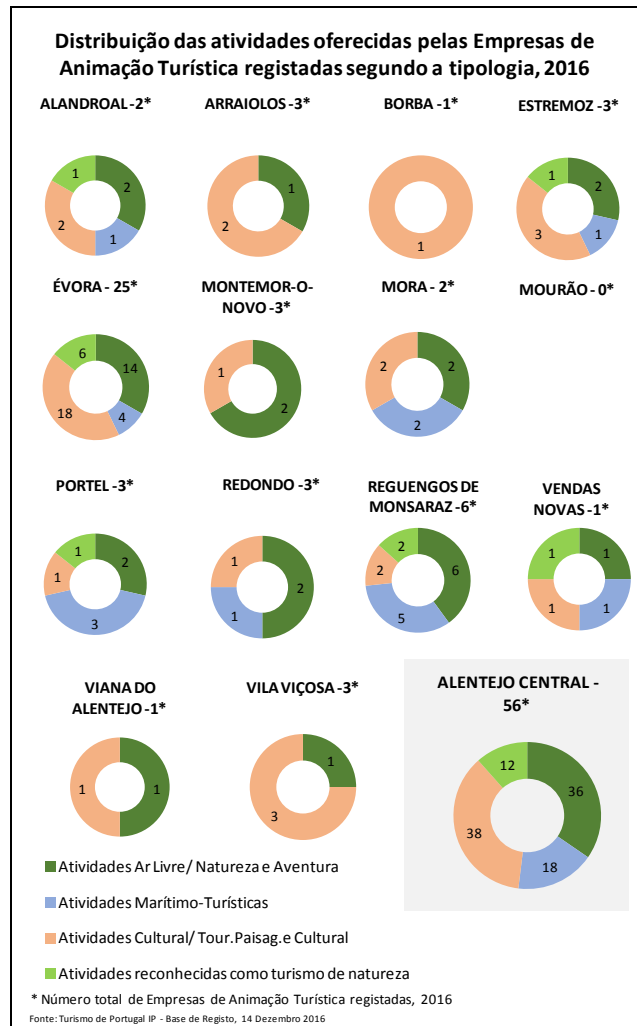 Distribuição das atividades oferecidas pelas Empresas de
Animação Turística registadas segundo a tipologia, 2016
ALANDROAL -2*
ARRAIOLOS -3*
BORBA -1*
ESTREMOZ -3*
1
2
2
1
1
2
1
1
2
3
1
ÉVORA - 25*
MONTEMOR-O-
NOVO -3*
MORA - 2*
MOURÃO - 0*
6
14
18
4
1
2
2
2
2
PORTEL -3*
REDONDO -3*
REGUENGOS DE
MONSARAZ -6*
VENDAS
NOVAS -1*
1
2
1
3
1
2
1
2
6
2
5
1
1
1
1
VIANA DO
ALENTEJO -1*
VILA VIÇOSA -3*
ALENTEJO CENTRAL -
56*
1
1
1
3
12
36
38
18
Atividades Ar Livre/ Natureza e Aventura
Atividades Marítimo-Turísticas
Atividades Cultural/ Tour.Paisag.e Cultural
Atividades reconhecidas como turismo de natureza
* Número total de Empresas de Animação Turística registadas, 2016
Fonte: Turismo de Portugal IP - Base de Registo, 14 Dezembro 2016